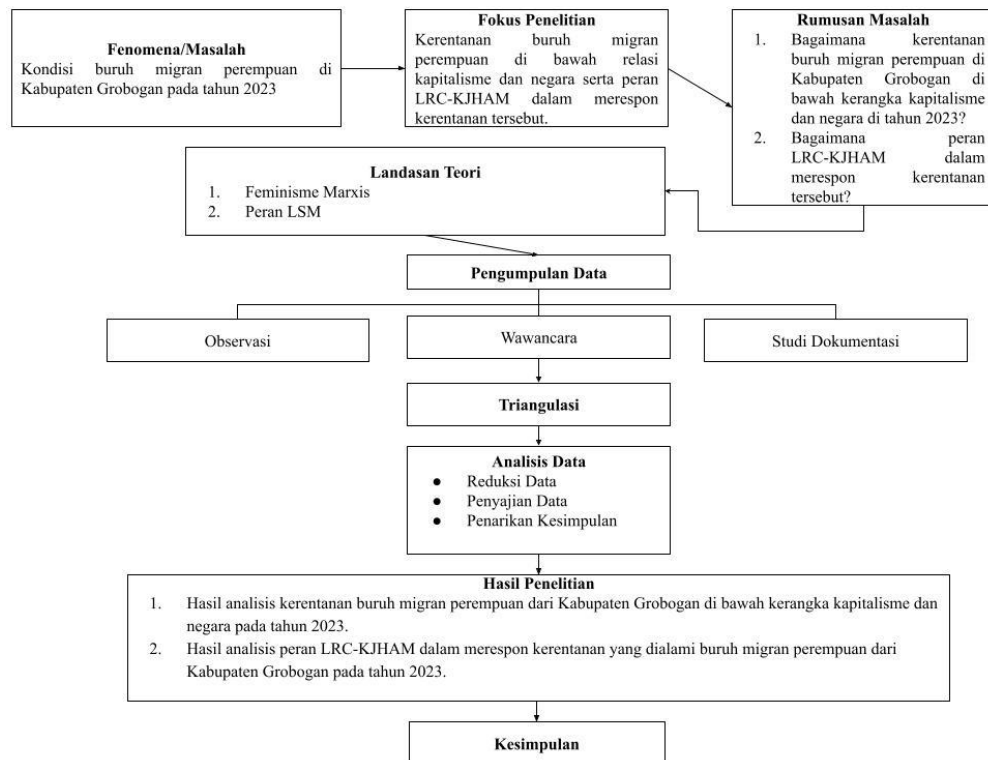 Fenomena/Masalah
Kondisi buruh migran perempuan di
Kabupaten Grobogan pada tahun 2023
Fokus Penelitian
Kerentanan buruh migran
perempuan di bawah relasi
kapitalisme dan negara serta peran
LRC-KJHAM dalam merespon
kerentanan tersebut.
Rumusan Masalah
1. Bagaimana kerentanan
buruh migran perempuan di
Kabupaten Grobogan di
bawah kerangka kapitalisme
dan negara di tahun 2023?
2. Bagaimana peran
LRC-KJHAM dalam
merespon kerentanan
tersebut?
Landasan Teori
1. Feminisme Marxis
2. Peran LSM
Pengumpulan Data
Observasi
Wawancara
Studi Dokumentasi
Triangulasi
Analisis Data
● Reduksi Data
● Penyajian Data
● Penarikan Kesimpulan
Hasil Penelitian
1. Hasil analisis kerentanan buruh migran perempuan dari Kabupaten Grobogan di bawah kerangka kapitalisme dan
negara pada tahun 2023.
2. Hasil analisis peran LRC-KJHAM dalam merespon kerentanan yang dialami buruh migran perempuan dari
Kabupaten Grobogan pada tahun 2023.
Kesimpulan